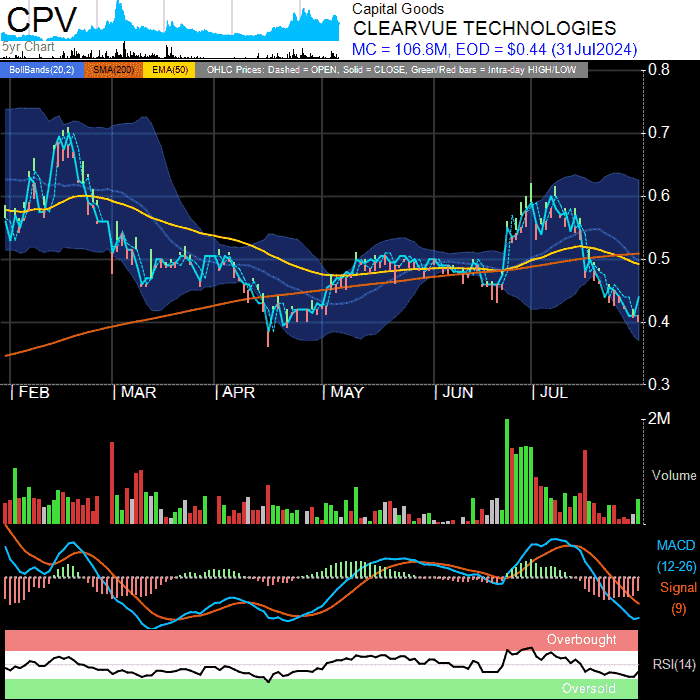 CPV
5yr Chart
Capital Goods
CLEARVUE TECHNOLOGIES
MC = 106.8M, EOD = $0.44 (31Jul2024)
BollBands(20,2) SMA(200) EMA(50) OHLC Prices: Dashed = OPEN, Solid = CLOSE, Green/Red bars = Intra-day HIGH/LOW
0.8
0.7
0.6
0.5
0.4
0.3
FEB MAR APR MAY JUN JUL
2M
Volume
MACD
(12-26)
Signal
(9)
Overbought
RSI(14)
Oversold